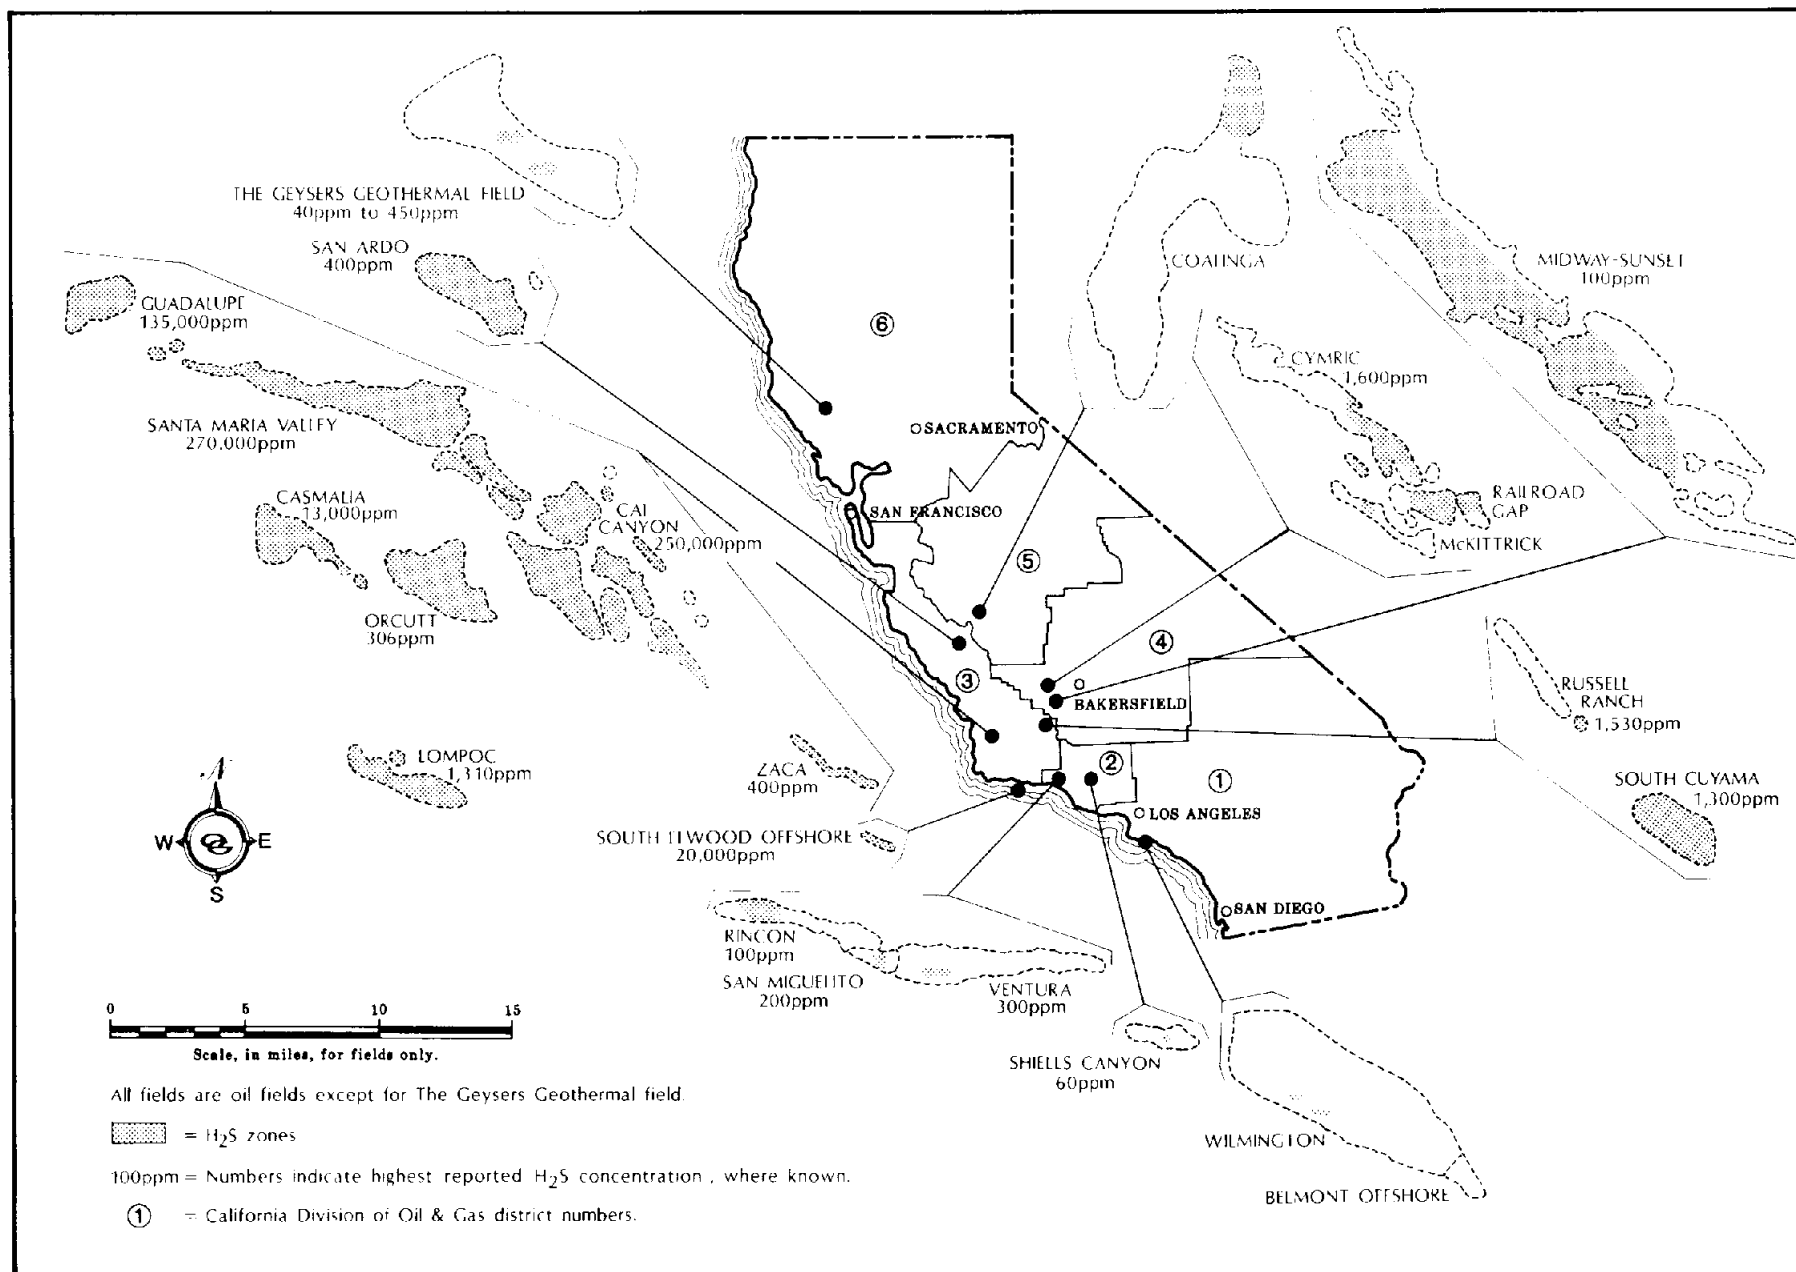 THE GEYSERS GEOTHERMAL FIELD
40ppm to 450ppm
SAN ARDO
400ppm
GUADALUPE
135,000ppm
SANTA MARIA VALLEY
270,000ppm
CASMALIA
13,000ppm
CAT
CANYON
250,000ppm
ORCUTT
306ppm
LOMPOC
1,310ppm
ZACA
400ppm
SOUTH ELWOOD OFFSHORE
20,000ppm
RINCON
100ppm
SAN MIGUELITO
200ppm
VENTURA
300ppm
SHIELLS CANYON
60ppm
WILMINGTON
BELMONT OFFSHORE
COALINGA
MIDWAY-SUNSET
100ppm
CYMRIC
1,600ppm
RAILROAD
GAP
McKITTRICK
RUSSELL
RANCH
1,530ppm
SOUTH CUYAMA
1,300ppm
6
SACRAMENTO
SAN FRANCISCO
5
4
3
BAKERSFIELD
2
1
LOS ANGELES
SAN DIEGO
N
W E
S
0 5 10 15
Scale, in miles, for fields only.
All fields are oil fields except for The Geysers Geothermal field.
= H2S zones
100ppm = Numbers indicate highest reported H2S concentration, where known.
1 = California Division of Oil & Gas district numbers.